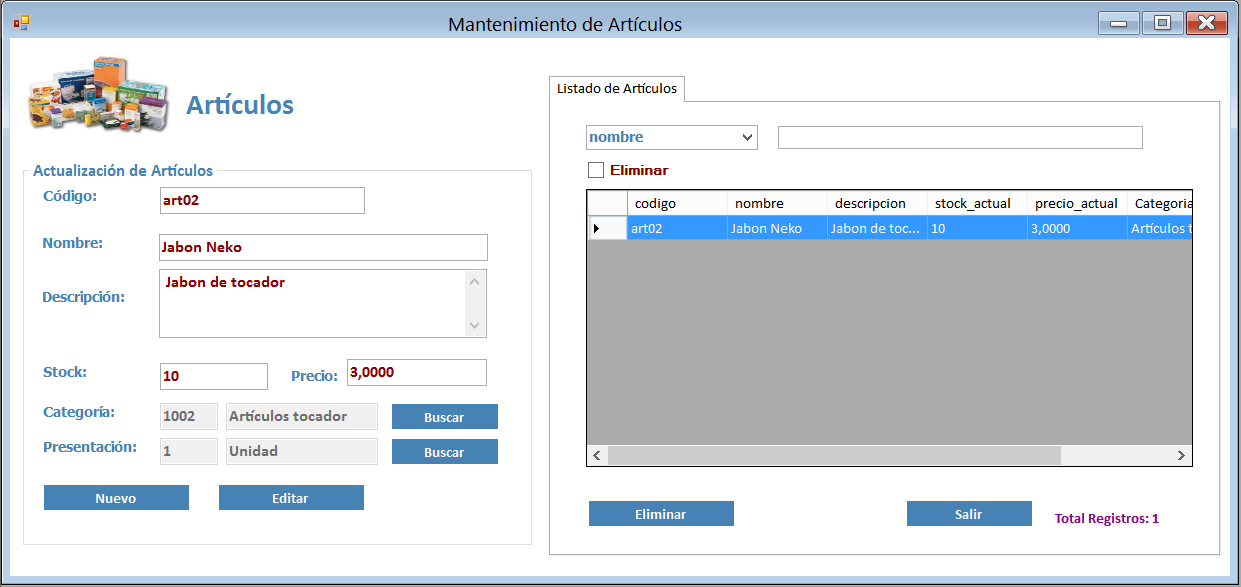 Mantenimiento de Artículos
Artículos
Actualización de Artículos
Código: art02
Nombre: Jabon Neko
Descripción: Jabon de tocador
Stock: 10 Precio: 3,0000
Categoría: 1002 Artículos tocador Buscar
Presentación: 1 Unidad Buscar
Nuevo Editar
Listado de Artículos
nombre
Eliminar
codigo nombre descripcion stock_actual precio_actual Categoria
art02 Jabon Neko Jabon de toc... 10 3,0000 Artículos t
Eliminar Salir Total Registros: 1